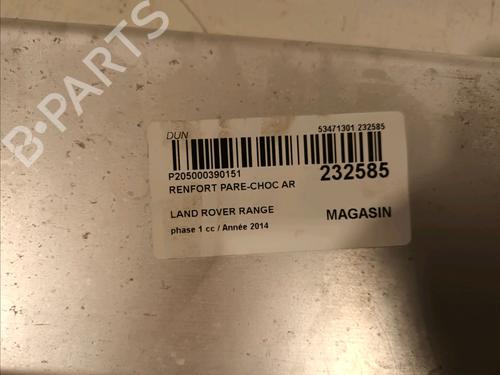 B-PARTS
DUN
53471301 232585
P205000390151
232585
RENFORT PARE-CHOC AR
LAND ROVER RANGE
MAGASIN
phase 1 cc / Année 2014